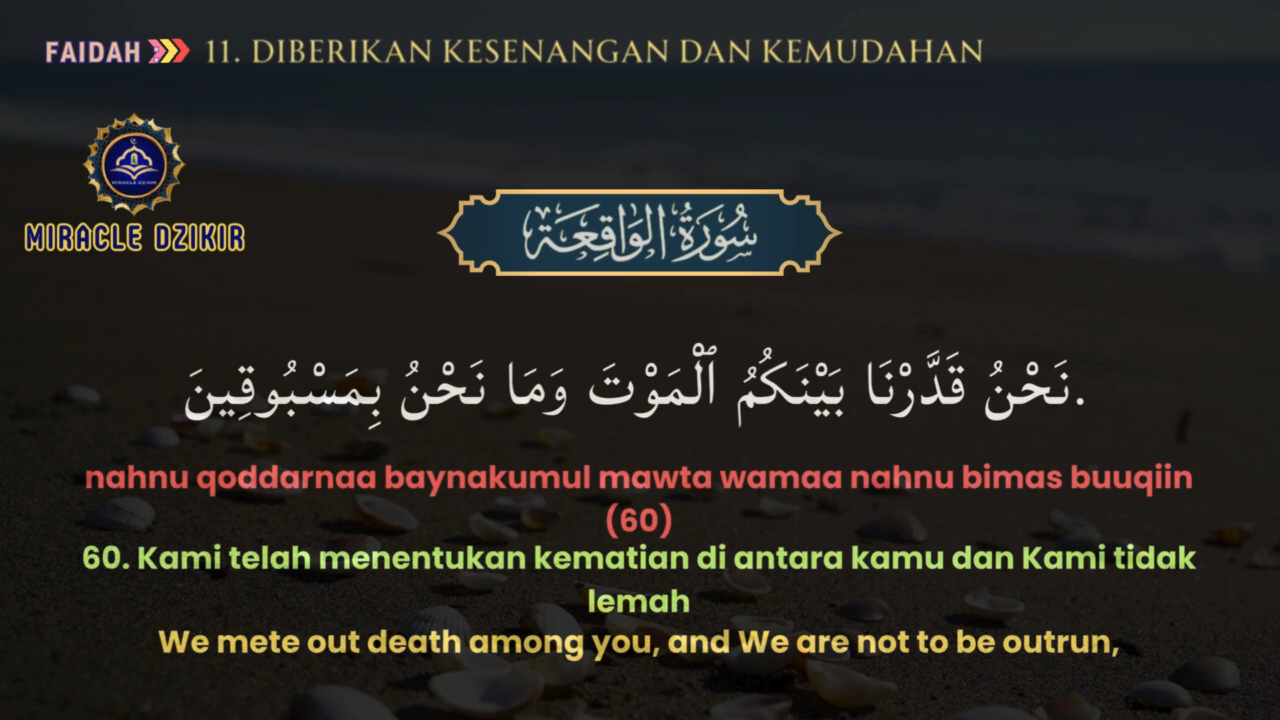 FAIDAH 11. DIBERIKAN KESENANGAN DAN KEMUDAHAN
MIRACLE DZIKIR
MIRACLE DZIKIR
سُورَةُ الوَاقِعَة
نَحْنُ قَدَّرْنَا بَيْنَكُمُ ٱلْمَوْتَ وَمَا نَحْنُ بِمَسْبُوقِينَ.
nahnu qoddarnaa baynakumul mawta wamaa nahnu bimas buuqiin
(60)
60. Kami telah menentukan kematian di antara kamu dan Kami tidak
lemah
We mete out death among you, and We are not to be outrun,